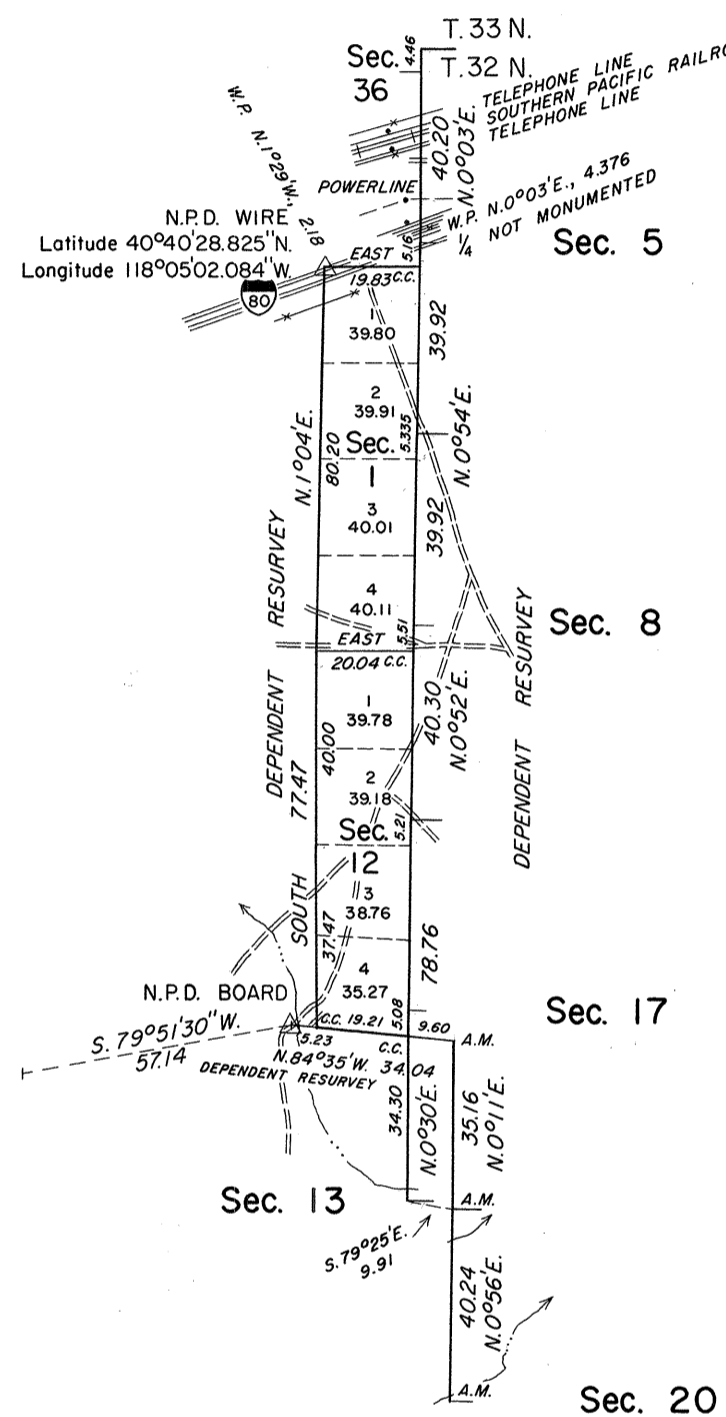 T. 33 N.
4.46
Sec. 36
T. 32 N.
TELEPHONE LINE
SOUTHERN PACIFIC RAILRO
TELEPHONE LINE
40.20
N.0°03'E.
W.P. N.1°29'W., 2.18
POWERLINE
W.P. N.0°03'E., 4.376
1/4 NOT MONUMENTED
N.P.D. WIRE
Latitude 40°40'28.825"N.
Longitude 118°05'02.084"W.
5.16
EAST
Sec. 5
80
19.83 C.C.
1
39.80
39.92
2
39.91
5.335
N.0°54'E.
N.1°04'E.
80.20
Sec. 1
3
40.01
39.92
4
40.11
5.51
Sec. 8
DEPENDENT RESURVEY
EAST
20.04 C.C.
DEPENDENT RESURVEY
1
39.78
40.30
N.0°52'E.
40.00
77.47
2
39.18
5.21
Sec. 12
SOUTH
3
38.76
37.47
78.76
4
35.27
5.08
N.P.D. BOARD
Sec. 17
C.C. 19.21
9.60
A.M.
S. 79°51'30"W.
57.14
5.23
C.C.
N.84°35'W. 34.04
DEPENDENT RESURVEY
34.30
N.0°30'E.
35.16
N.0°11'E.
Sec. 13
A.M.
S.79°25'E.
9.91
40.24
N.0°56'E.
A.M.
Sec. 20